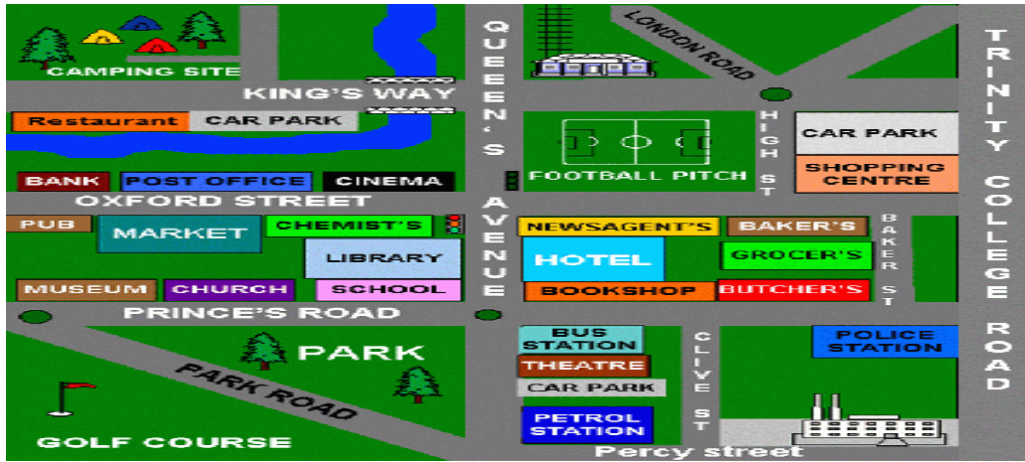 CAMPING SITE
KING'S WAY
Restaurant
CAR PARK
BANK
POST OFFICE
CINEMA
OXFORD STREET
PUB
MARKET
CHEMIST'S
LIBRARY
MUSEUM
CHURCH
SCHOOL
PRINCE'S ROAD
PARK
PARK ROAD
GOLF COURSE
QUEEN'S AVENUE
LONDON ROAD
HIGH ST
CAR PARK
SHOPPING
CENTRE
FOOTBALL PITCH
NEWSAGENT'S
BAKER'S
HOTEL
GROCER'S
BOOKSHOP
BUTCHER'S
BAKER ST
BUS
STATION
THEATRE
CAR PARK
PETROL
STATION
CLIVE ST
POLICE
STATION
Percy street
TRINITY COLLEGE ROAD